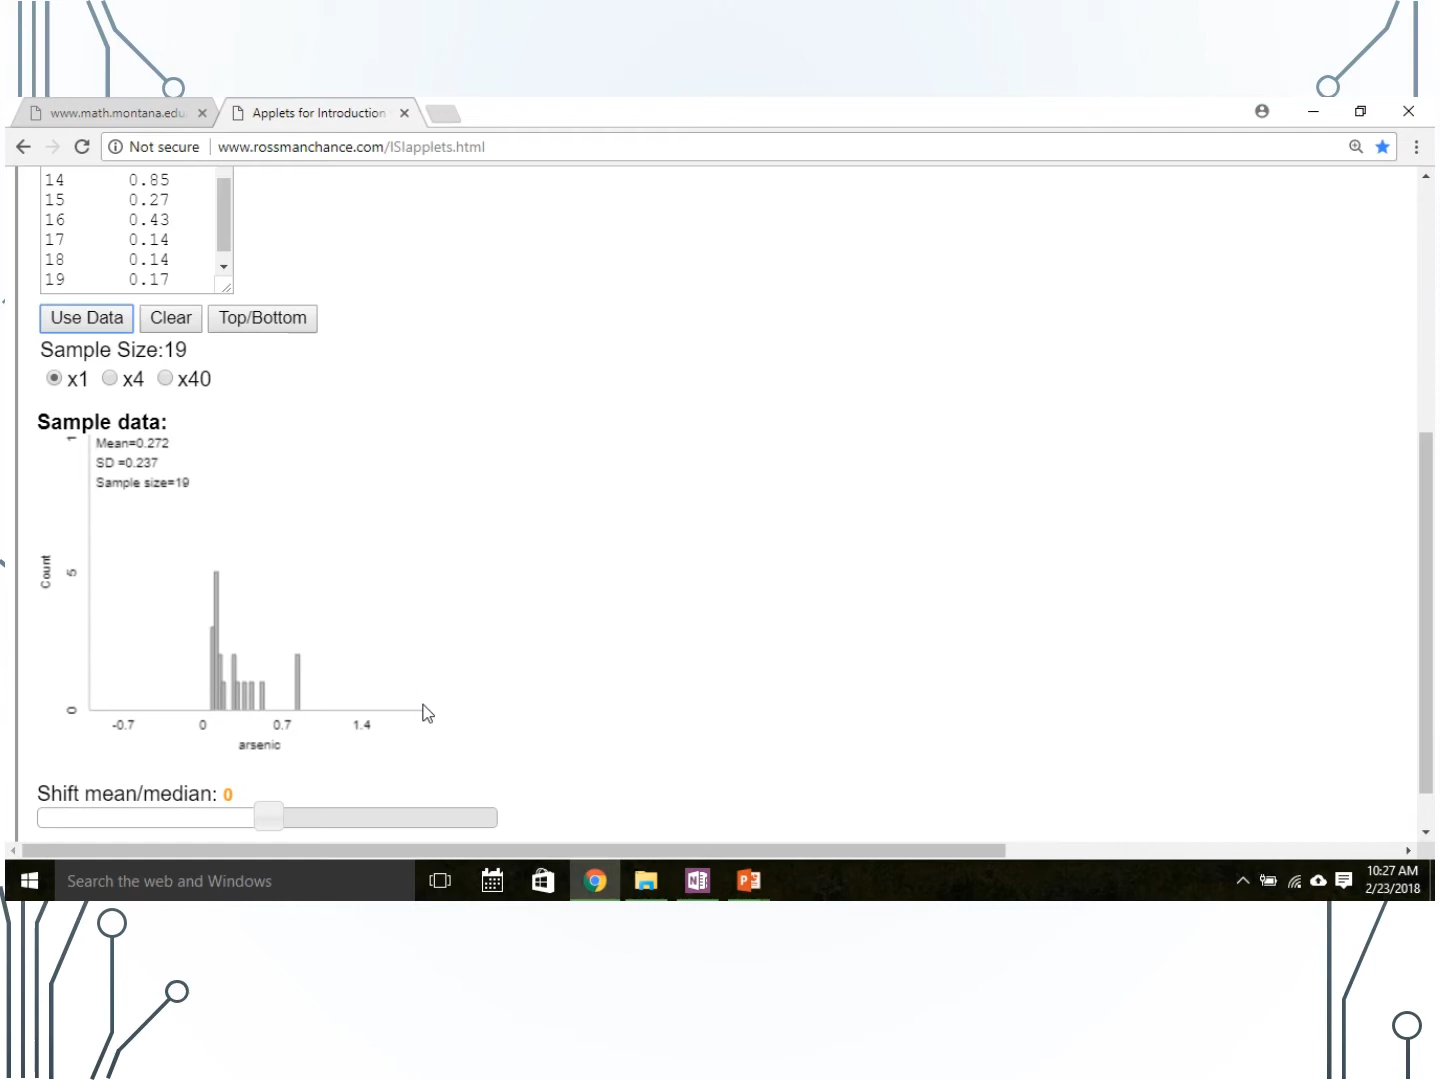 www.math.montana.edu
Applets for Introduction
Not secure
www.rossmanchance.com/ISIapplets.html
14 0.85
15 0.27
16 0.43
17 0.14
18 0.14
19 0.17
Use Data Clear Top/Bottom
Sample Size:19
x1 x4 x40
Sample data:
Mean=0.272
SD =0.237
Sample size=19
1
Count
5
0
-0.7 0 0.7 1.4
arsenic
Shift mean/median: 0
Search the web and Windows
10:27 AM
2/23/2018